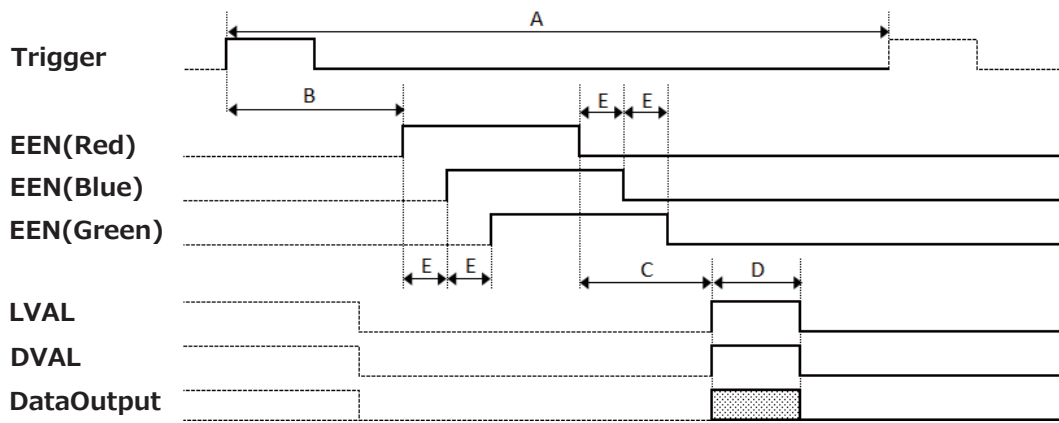 A
Trigger
B
E E
EEN(Red)
EEN(Blue)
EEN(Green)
E E
C D
LVAL
DVAL
DataOutput